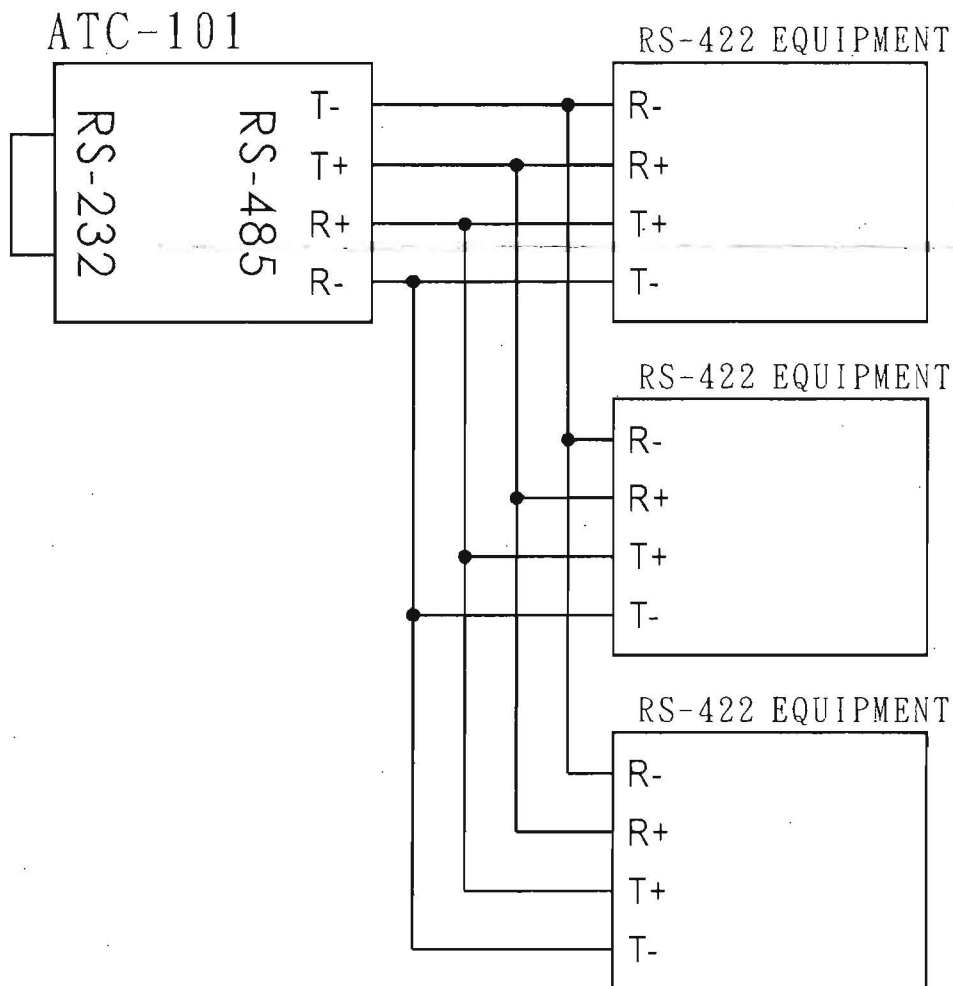 ATC-101
RS-232
RS-485
T-
T+
R+
R-
RS-422 EQUIPMENT
R-
R+
T+
T-
RS-422 EQUIPMENT
R-
R+
T+
T-
RS-422 EQUIPMENT
R-
R+
T+
T-